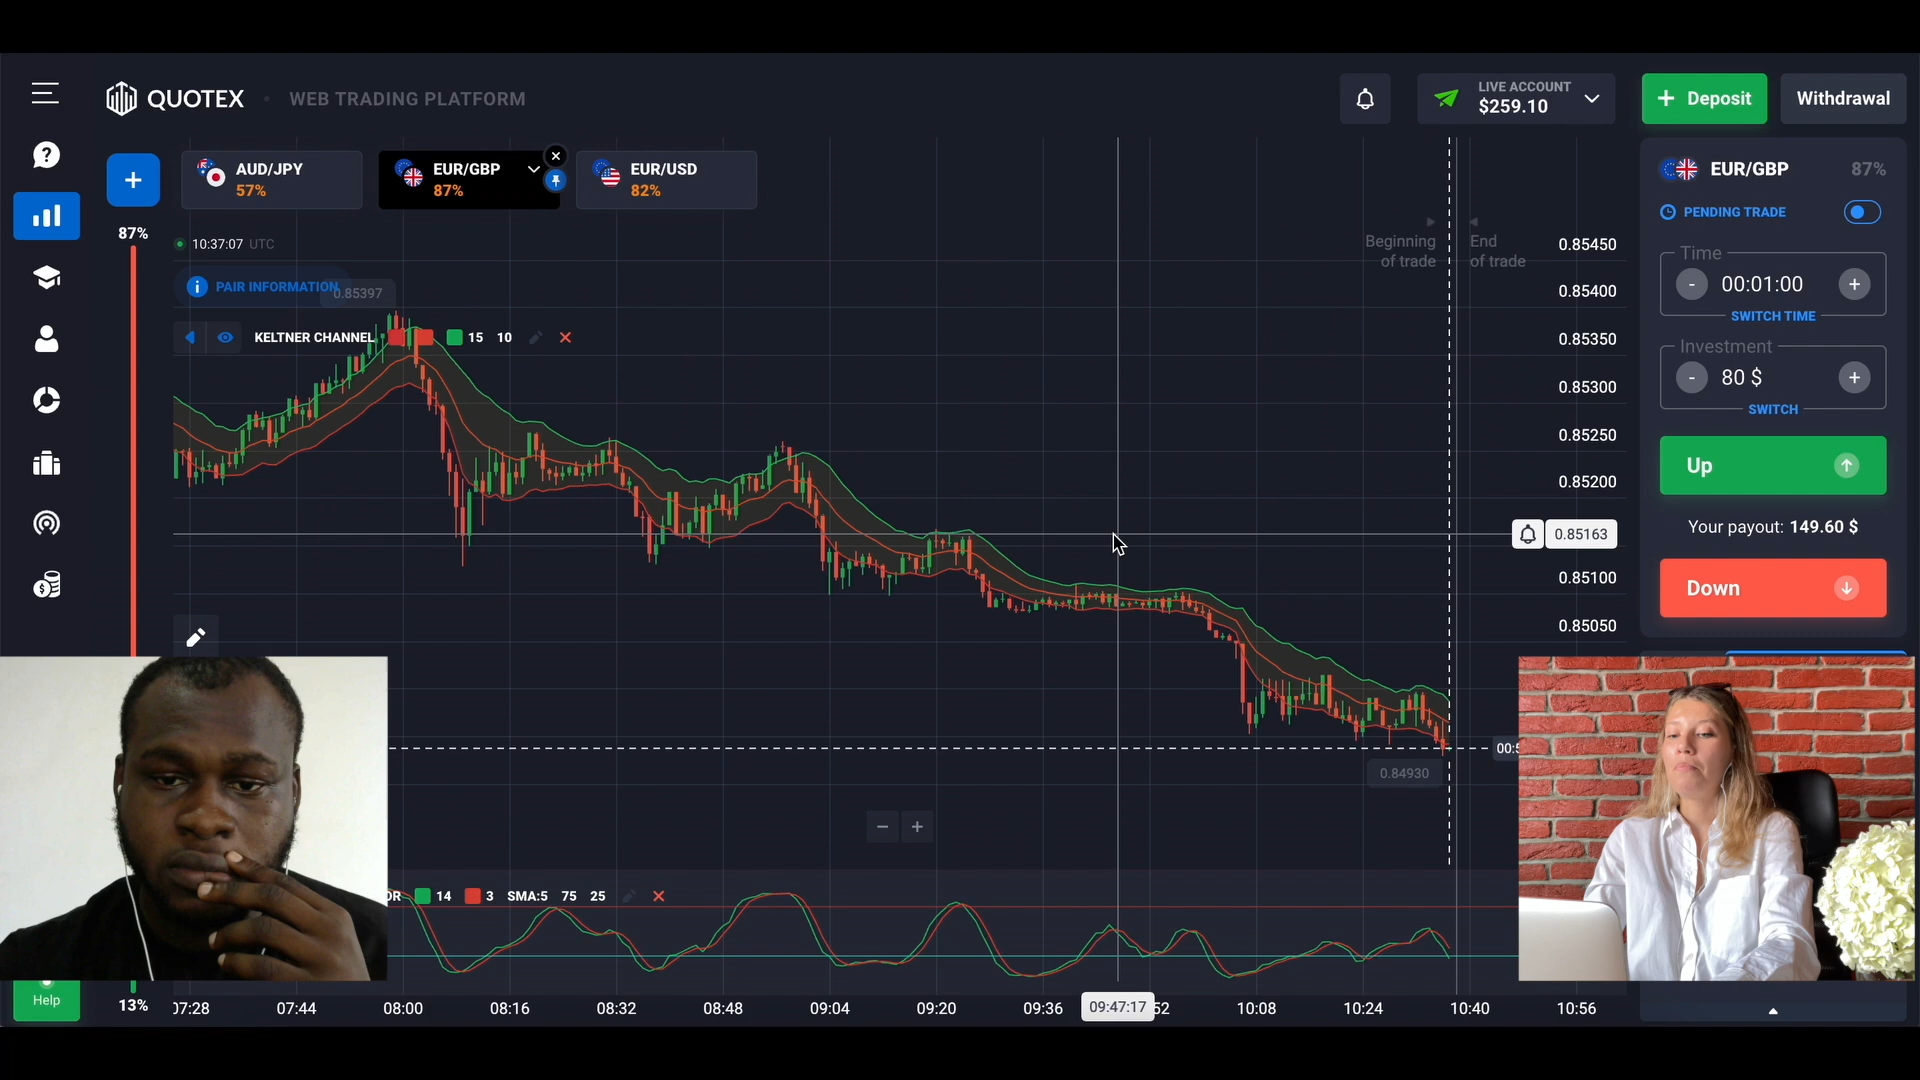 QUOTEX
WEB TRADING PLATFORM
LIVE ACCOUNT
$259.10
+ Deposit
Withdrawal
AUD/JPY
57%
EUR/GBP
87%
EUR/USD
82%
87%
10:37:07 UTC
PAIR INFORMATION
0.85397
KELTNER CHANNEL
15 10
Beginning
of trade
End
of trade
0.85450
0.85400
0.85350
0.85300
0.85250
0.85200
0.85163
0.85100
0.85050
0.84930
EUR/GBP 87%
PENDING TRADE
Time
- 00:01:00 +
SWITCH TIME
Investment
- 80 $ +
SWITCH
Up
Your payout: 149.60 $
Down
14 3 SMA:5 75 25
Help
13%
07:44 08:00 08:16 08:32 08:48 09:04 09:20 09:36 09:47:17 52 10:08 10:24 10:40 10:56